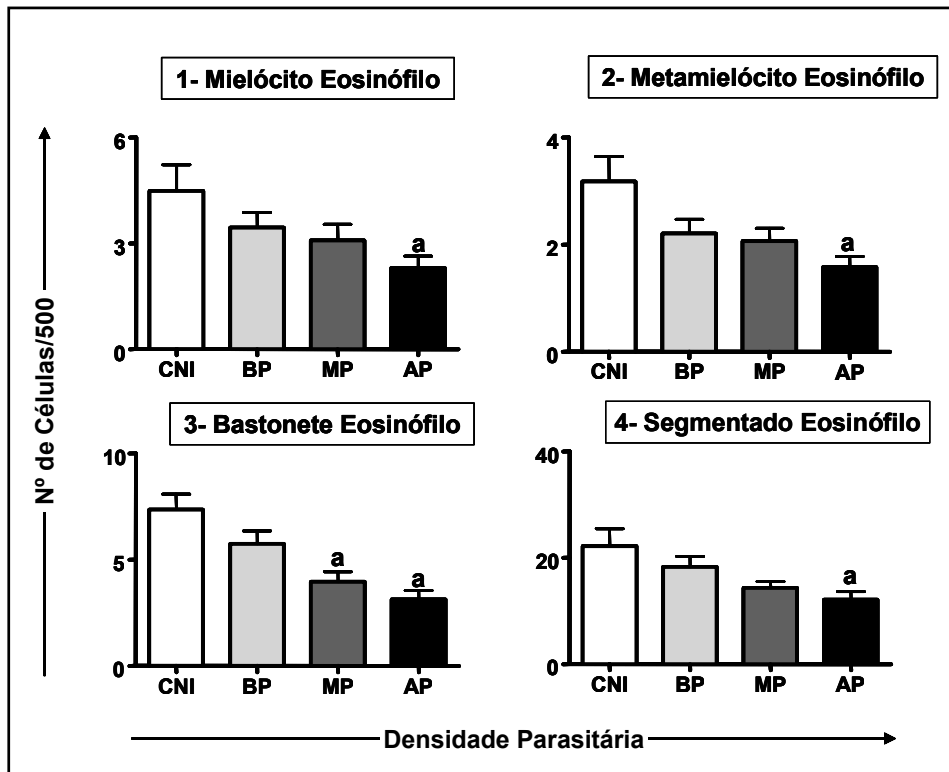 1- Mielócito Eosinófilo
6
3
0
a
CNI BP MP AP
2- Metamielócito Eosinófilo
4
2
0
a
CNI BP MP AP
3- Bastonete Eosinófilo
10
5
0
a a
CNI BP MP AP
4- Segmentado Eosinófilo
40
20
0
a
CNI BP MP AP
Nº de Células/500
Densidade Parasitária